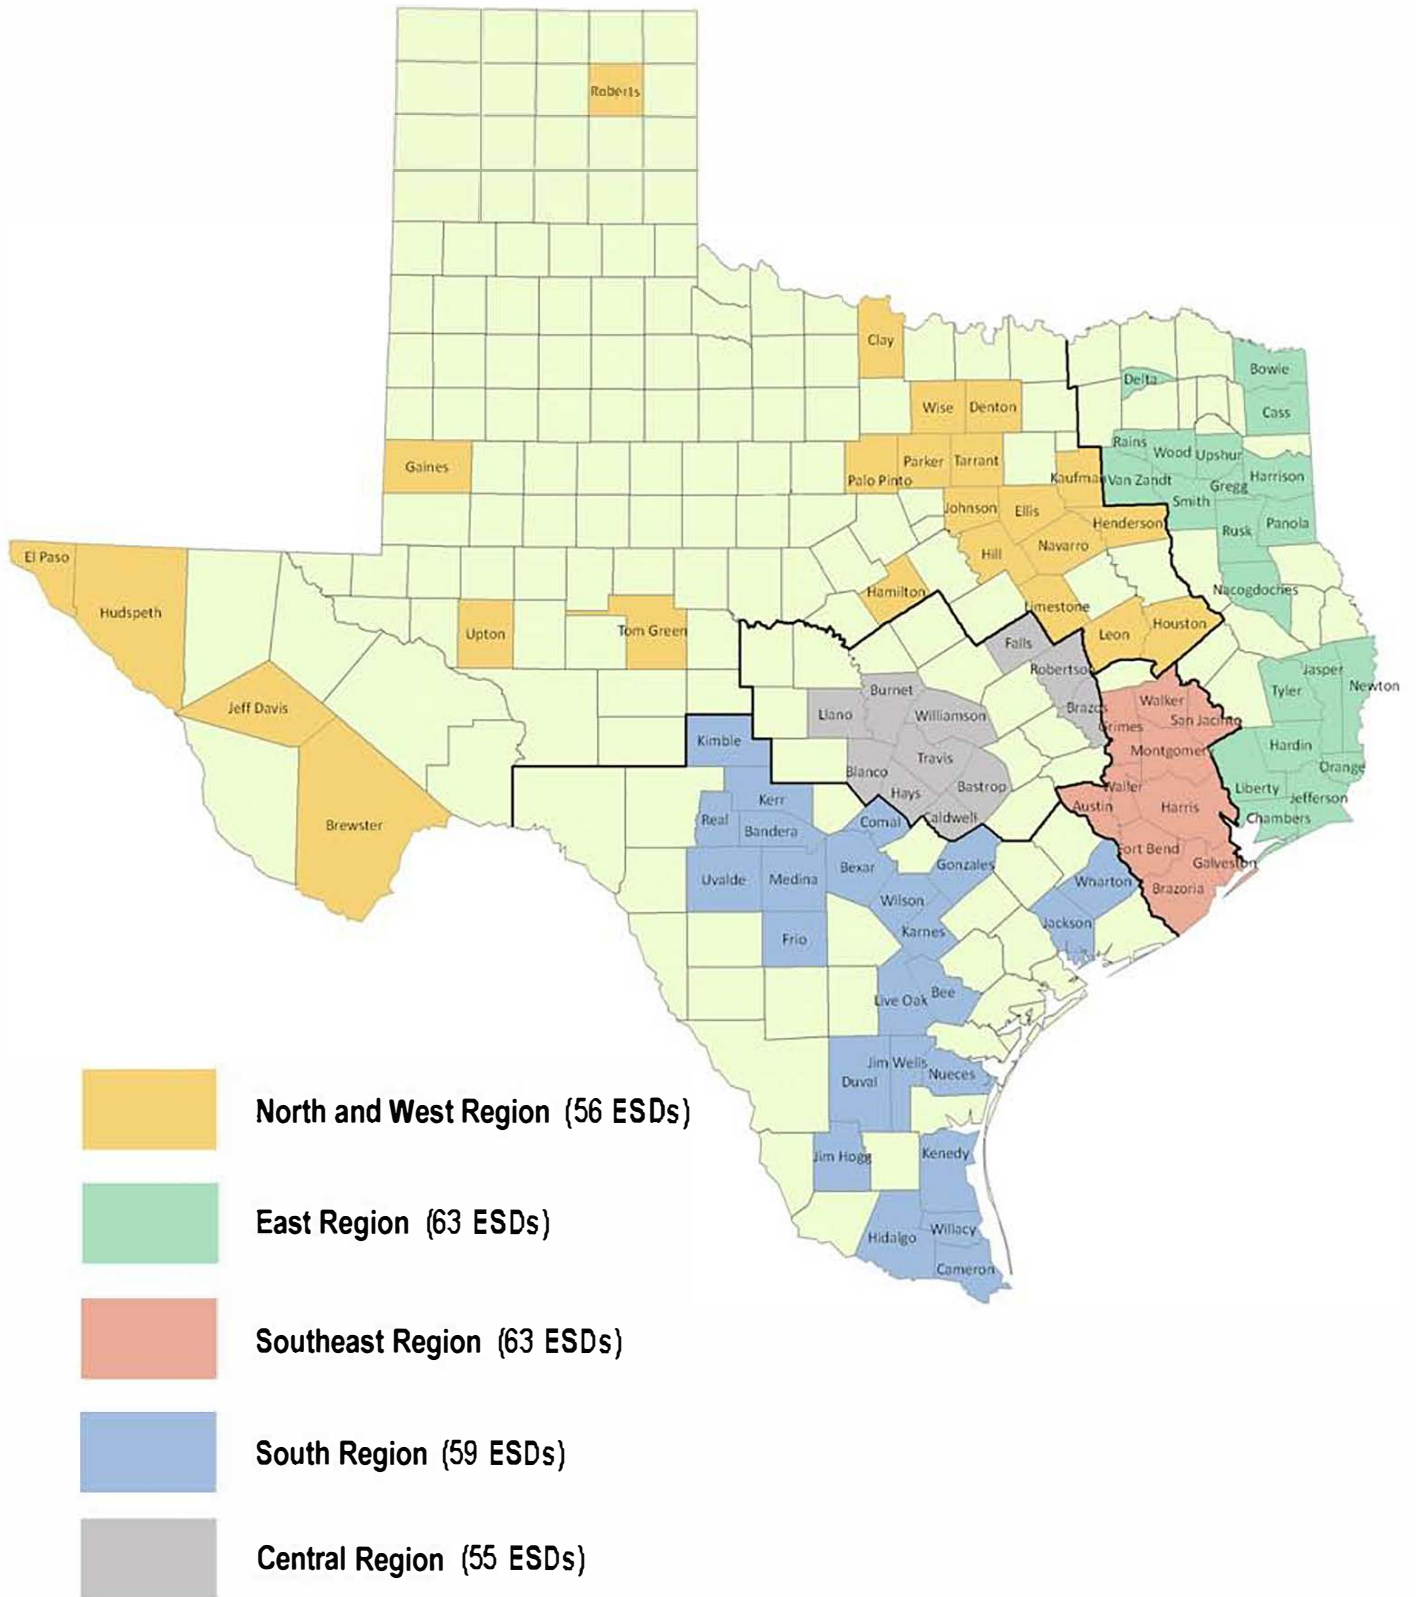 Roberts
Clay
Delta
Bowie
Wise
Denton
Cass
Rains
Wood
Upshur
Gaines
Parker
Tarrant
Palo Pinto
Kaufman
Van Zandt
Gregg
Harrison
Smith
Johnson
Ellis
Henderson
Rusk
Panola
El Paso
Hill
Navarro
Hudspeth
Hamilton
Nacogdoches
Limestone
Upton
Tom Green
Leon
Houston
Falls
Robertson
Jasper
Newton
Jeff Davis
Burnet
Tyler
Walker
Llano
Williamson
Brazos
San Jacinto
Grimes
Kimble
Montgomery
Hardin
Travis
Orange
Blanco
Hays
Bastrop
Waller
Liberty
Jefferson
Kerr
Austin
Harris
Real
Bandera
Comal
Caldwell
Chambers
Brewster
Fort Bend
Galveston
Uvalde
Medina
Bexar
Gonzales
Wharton
Brazoria
Wilson
Frio
Karnes
Jackson
Live Oak
Bee
Jim Wells
Duval
Nueces
Jim Hogg
Kenedy
Hidalgo
Willacy
Cameron
North and West Region (56 ESDs)
East Region (63 ESDs)
Southeast Region (63 ESDs)
South Region (59 ESDs)
Central Region (55 ESDs)